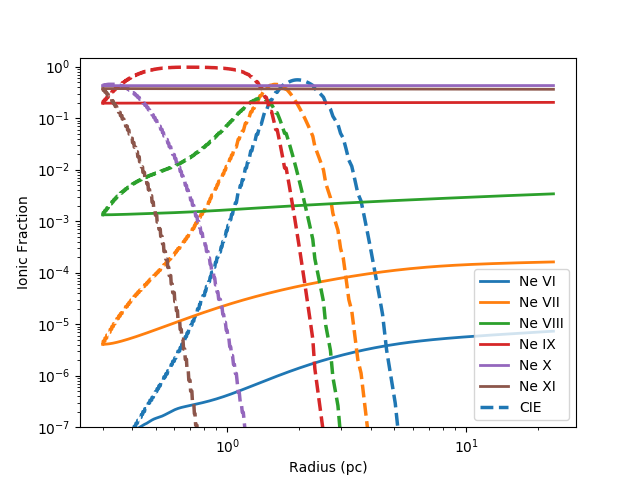 10⁰
10⁻¹
10⁻²
10⁻³
10⁻⁴
10⁻⁵
10⁻⁶
10⁻⁷
Ionic Fraction
Ne VI
Ne VII
Ne VIII
Ne IX
Ne X
Ne XI
CIE
10⁰
10¹
Radius (pc)